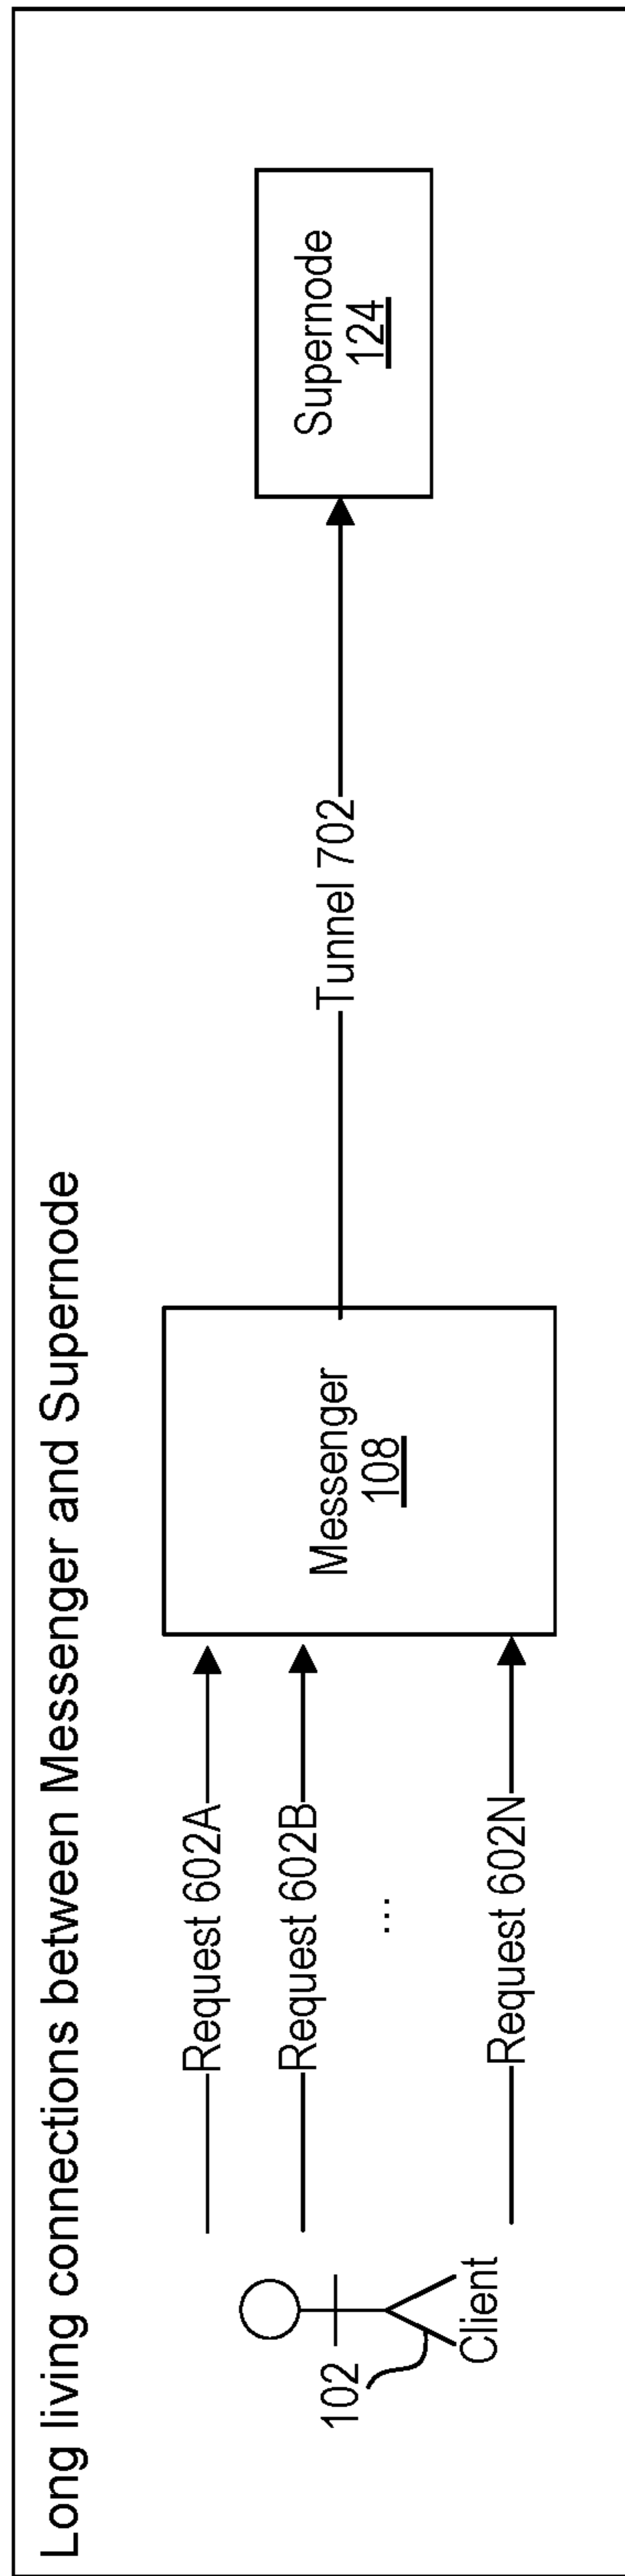 Long living connections between Messenger and Supernode
102
Client
Request 602A
Request 602B
...
Request 602N
Messenger
108
Tunnel 702
Supernode
124